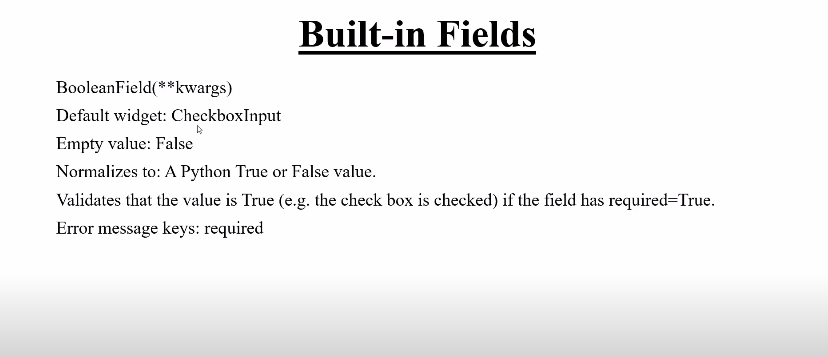 Built-in Fields
BooleanField(**kwargs)
Default widget: CheckboxInput
Empty value: False
Normalizes to: A Python True or False value.
Validates that the value is True (e.g. the check box is checked) if the field has required=True.
Error message keys: required